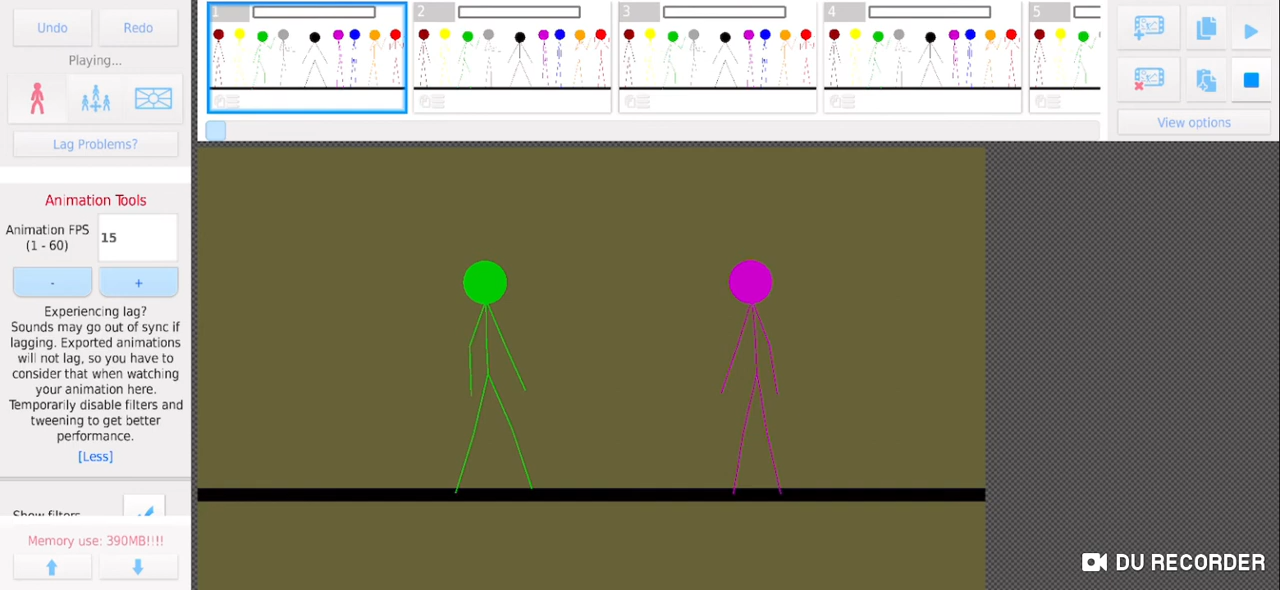 Undo
Redo
Playing...
Lag Problems?
Animation Tools
Animation FPS
(1 - 60)
15
-
+
Experiencing lag?
Sounds may go out of sync if
lagging. Exported animations
will not lag, so you have to
consider that when watching
your animation here.
Temporarily disable filters and
tweening to get better
performance.
[Less]
Show filters
Memory use: 390MB!!!!
1
2
3
4
5
View options
DU RECORDER